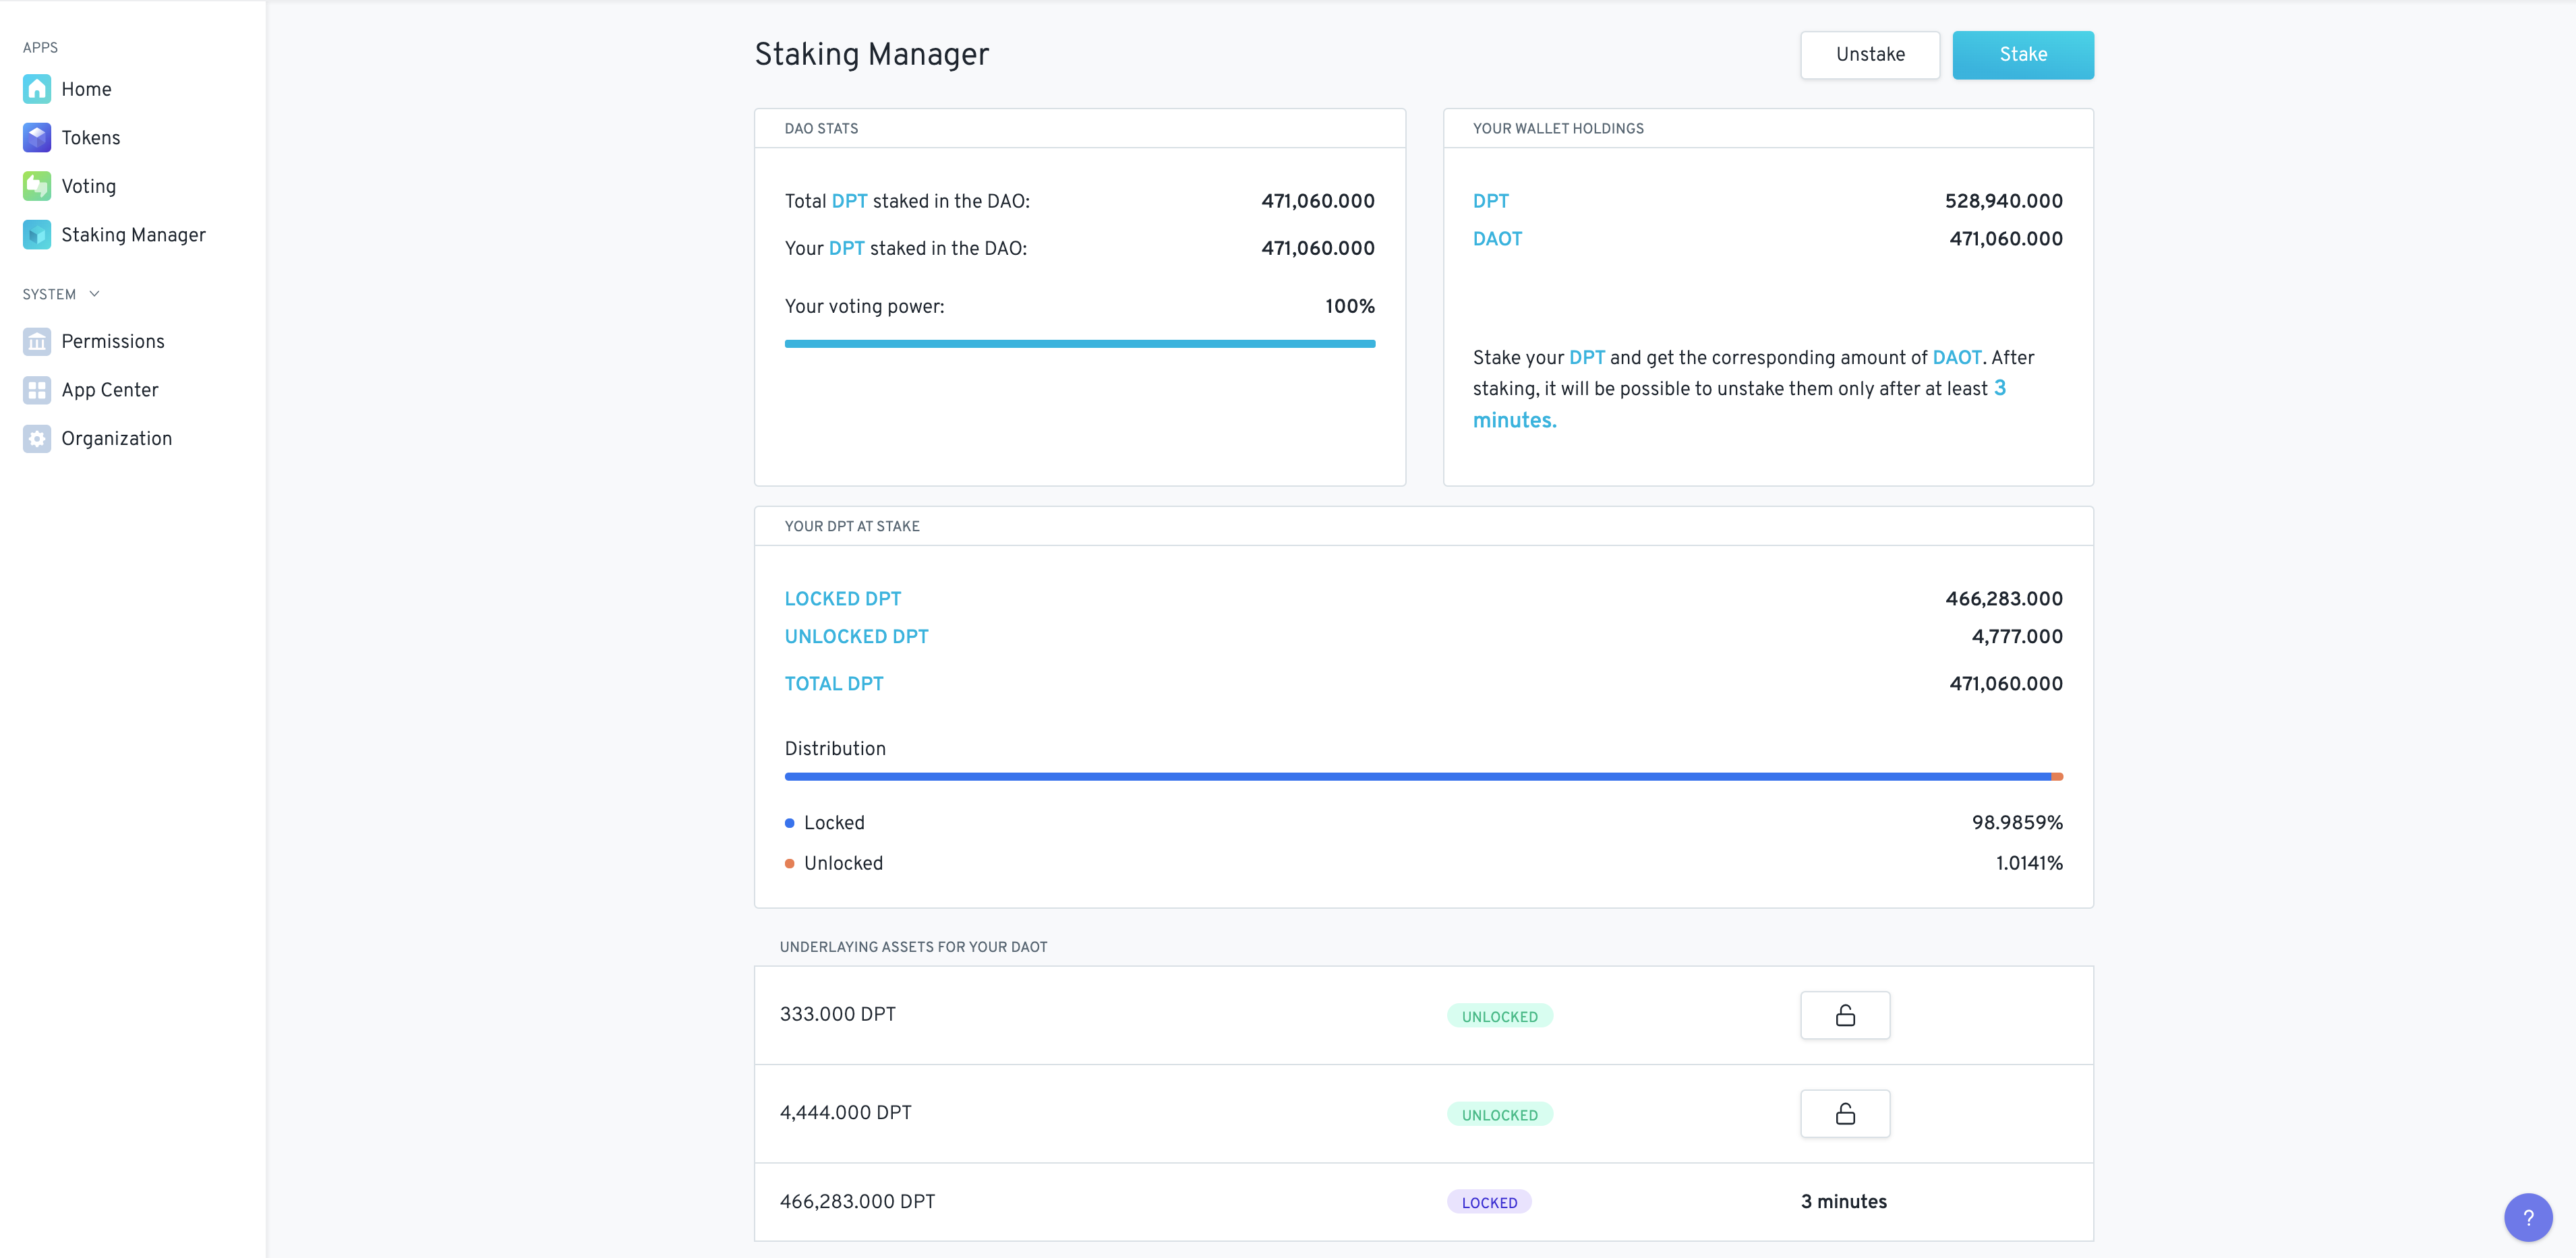 APPS
Home
Tokens
Voting
Staking Manager
SYSTEM
Permissions
App Center
Organization
Staking Manager
Unstake
Stake
DAO STATS
Total DPT staked in the DAO: 471,060.000
Your DPT staked in the DAO: 471,060.000
Your voting power: 100%
YOUR WALLET HOLDINGS
DPT 528,940.000
DAOT 471,060.000
Stake your DPT and get the corresponding amount of DAOT. After
staking, it will be possible to unstake them only after at least 3
minutes.
YOUR DPT AT STAKE
LOCKED DPT 466,283.000
UNLOCKED DPT 4,777.000
TOTAL DPT 471,060.000
Distribution
Locked 98.9859%
Unlocked 1.0141%
UNDERLAYING ASSETS FOR YOUR DAOT
333.000 DPT UNLOCKED
4,444.000 DPT UNLOCKED
466,283.000 DPT LOCKED 3 minutes
?